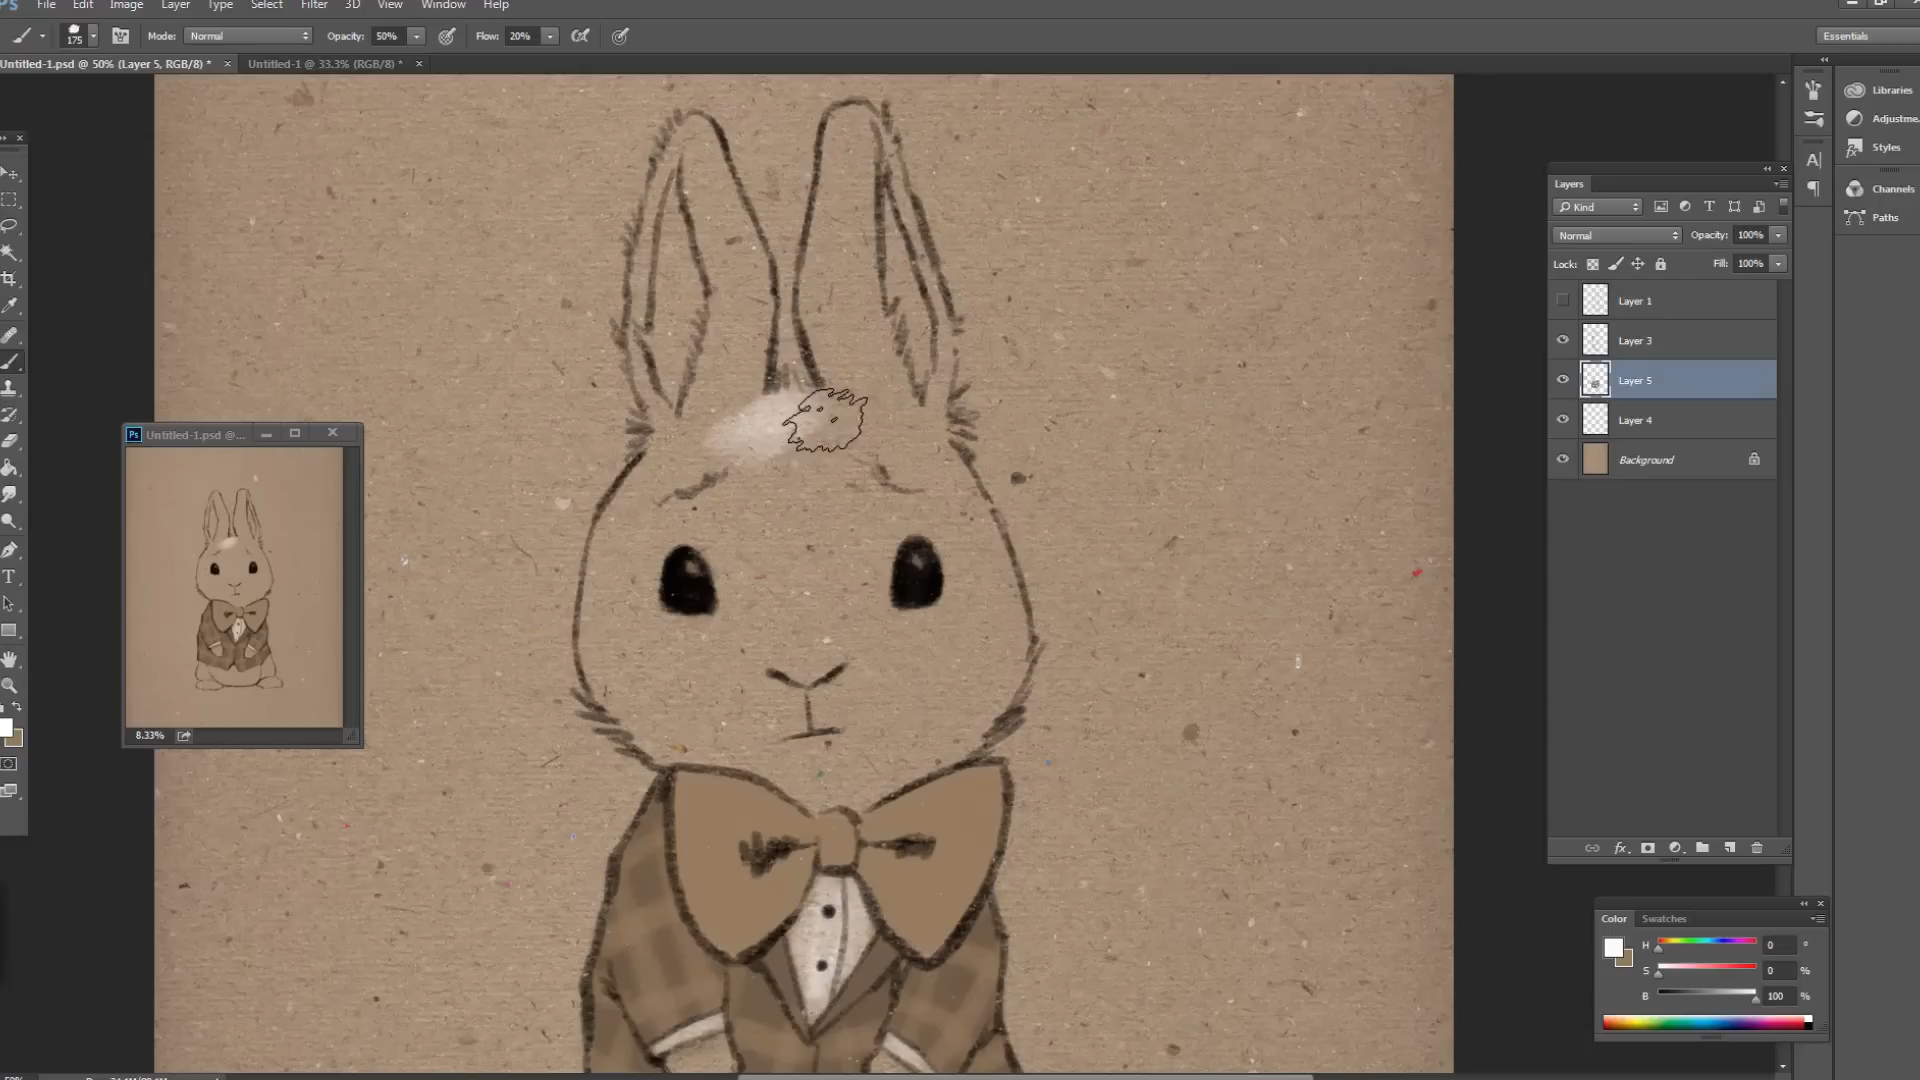 Ps File Edit Image Layer Type Select Filter 3D View Window Help
175 Mode: Normal Opacity: 50% Flow: 20% Essentials
Untitled-1.psd @ 50% (Layer 5, RGB/8) * × Untitled-1 @ 33.3% (RGB/8) * ×
Libraries
Adjustme..
Styles
Channels
Paths
Layers
Kind
Normal Opacity: 100%
Lock: Fill: 100%
Layer 1
Layer 3
Layer 5
Layer 4
Background
Ps Untitled-1.psd @...
8.33%
Color Swatches
H 0 °
S 0 %
B 100 %